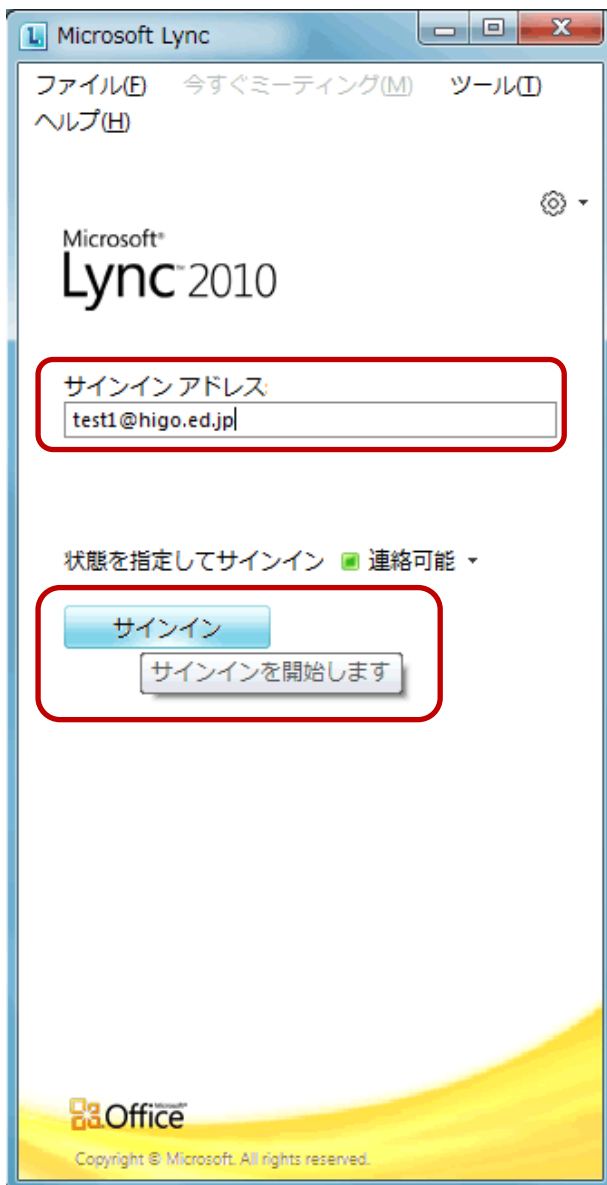 Microsoft Lync
ファイル(F) 今すぐミーティング(M) ツール(T)
ヘルプ(H)
Microsoft®
Lync™ 2010
サインイン アドレス:
test1@higo.ed.jp
状態を指定してサインイン 連絡可能
サインイン
サインインを開始します
Microsoft®
Office
Copyright © Microsoft. All rights reserved.